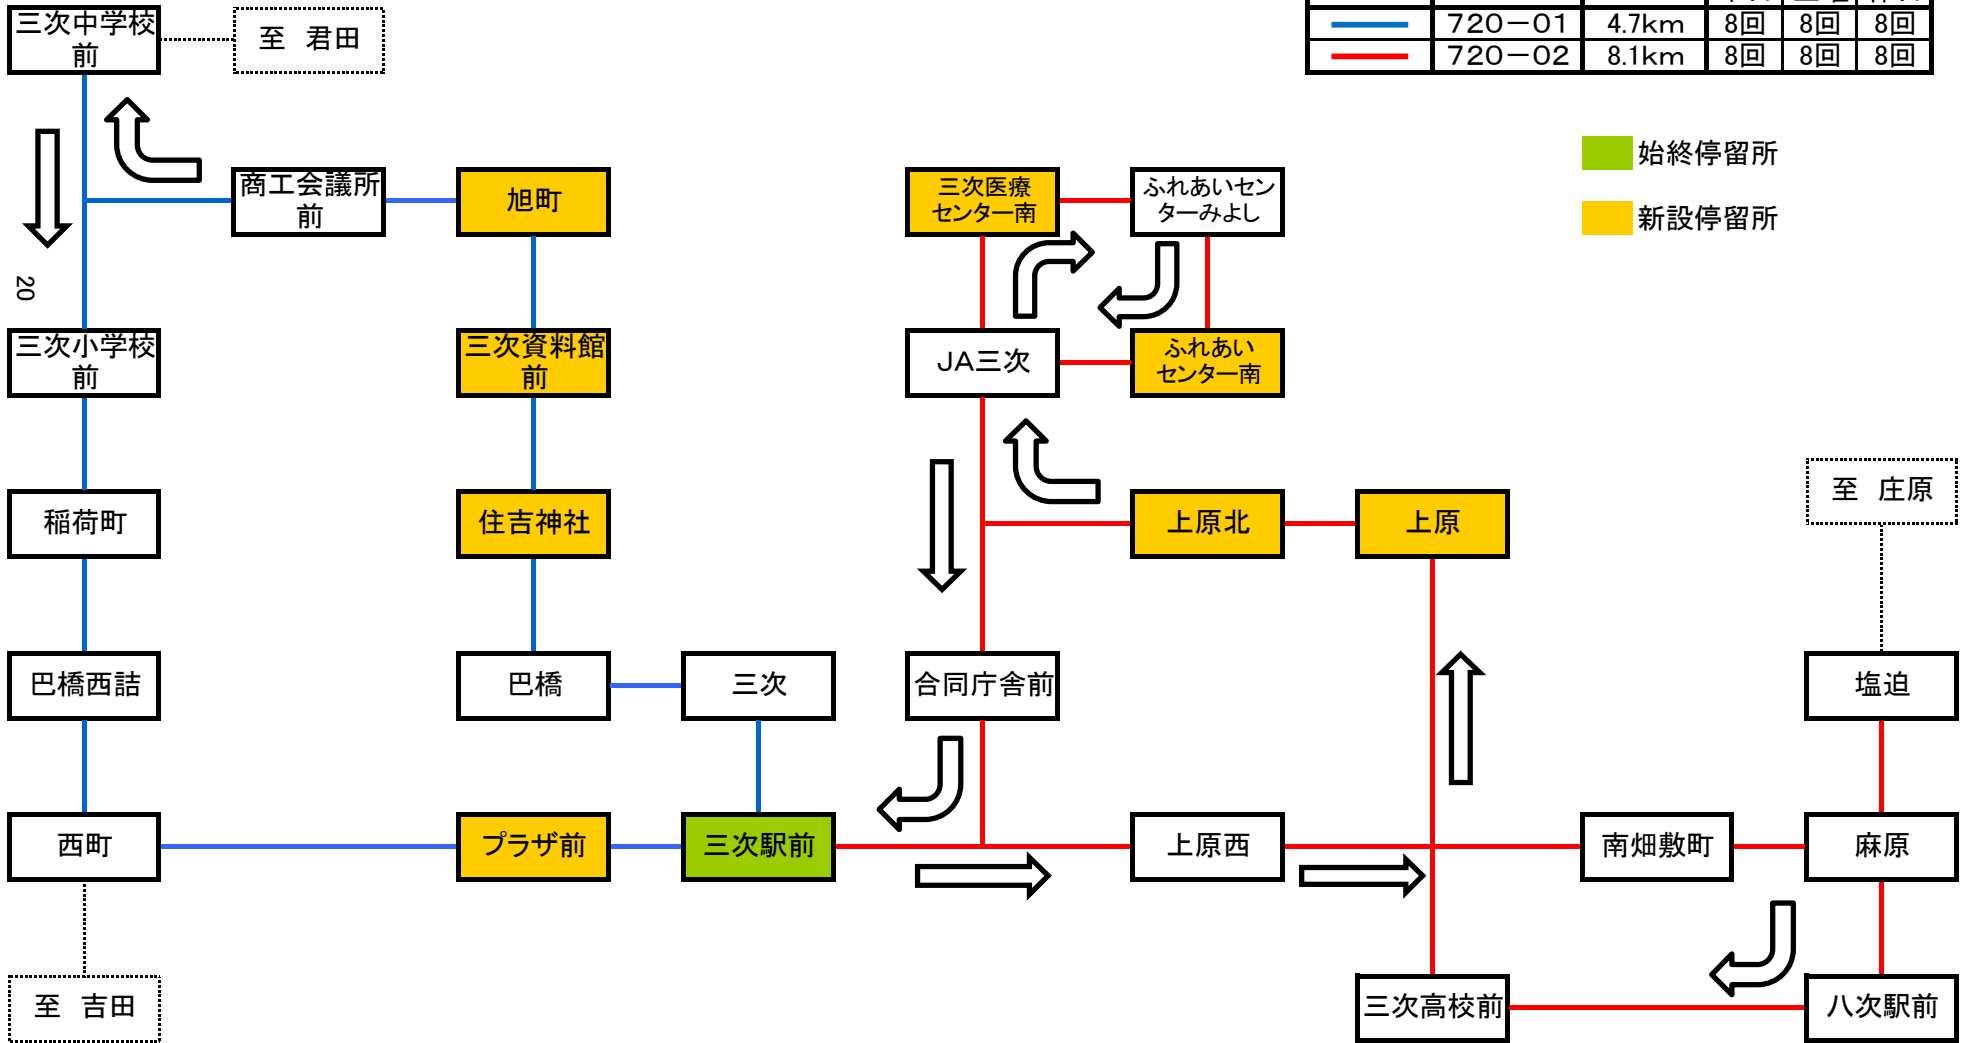 三次中学校
前
至 君田
720-01 4.7km 8回 8回 8回
720-02 8.1km 8回 8回 8回
始終停留所
新設停留所
商工会議所
前
旭町
三次医療
センター南
ふれあいセン
ターみよし
20
三次小学校
前
三次資料館
前
JA三次
ふれあい
センター南
稲荷町
住吉神社
上原北
上原
至 庄原
巴橋西詰
巴橋
三次
合同庁舎前
塩迫
西町
プラザ前
三次駅前
上原西
南畑敷町
麻原
至 吉田
三次高校前
八次駅前